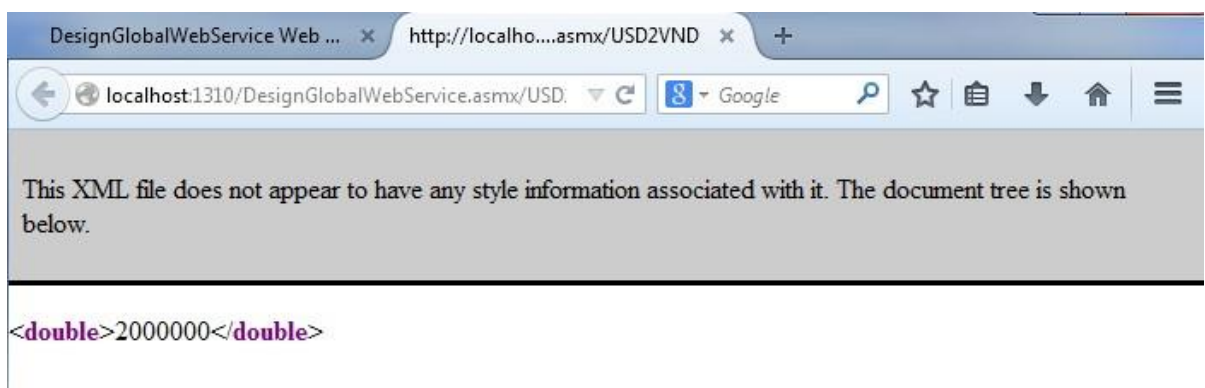 DesignGlobalWebService Web ...
http://localho....asmx/USD2VND
localhost:1310/DesignGlobalWebService.asmx/USD
Google
This XML file does not appear to have any style information associated with it. The document tree is shown
below.
<double>2000000</double>